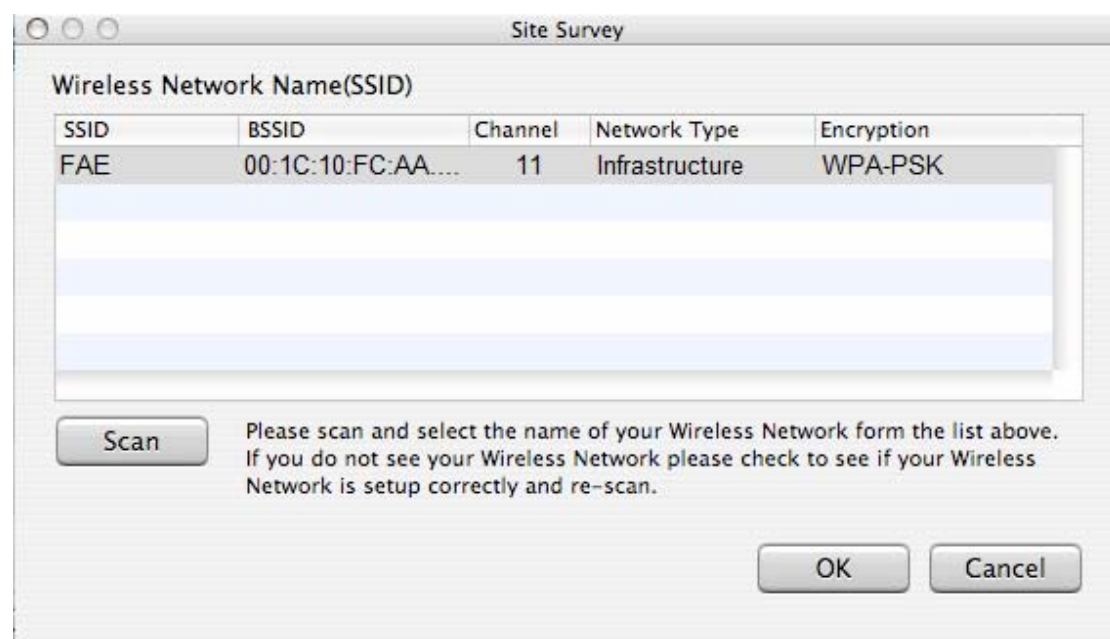 Site Survey
Wireless Network Name(SSID)
SSID BSSID Channel Network Type Encryption
FAE 00:1C:10:FC:AA.... 11 Infrastructure WPA-PSK
Scan
Please scan and select the name of your Wireless Network form the list above.
If you do not see your Wireless Network please check to see if your Wireless
Network is setup correctly and re-scan.
OK Cancel